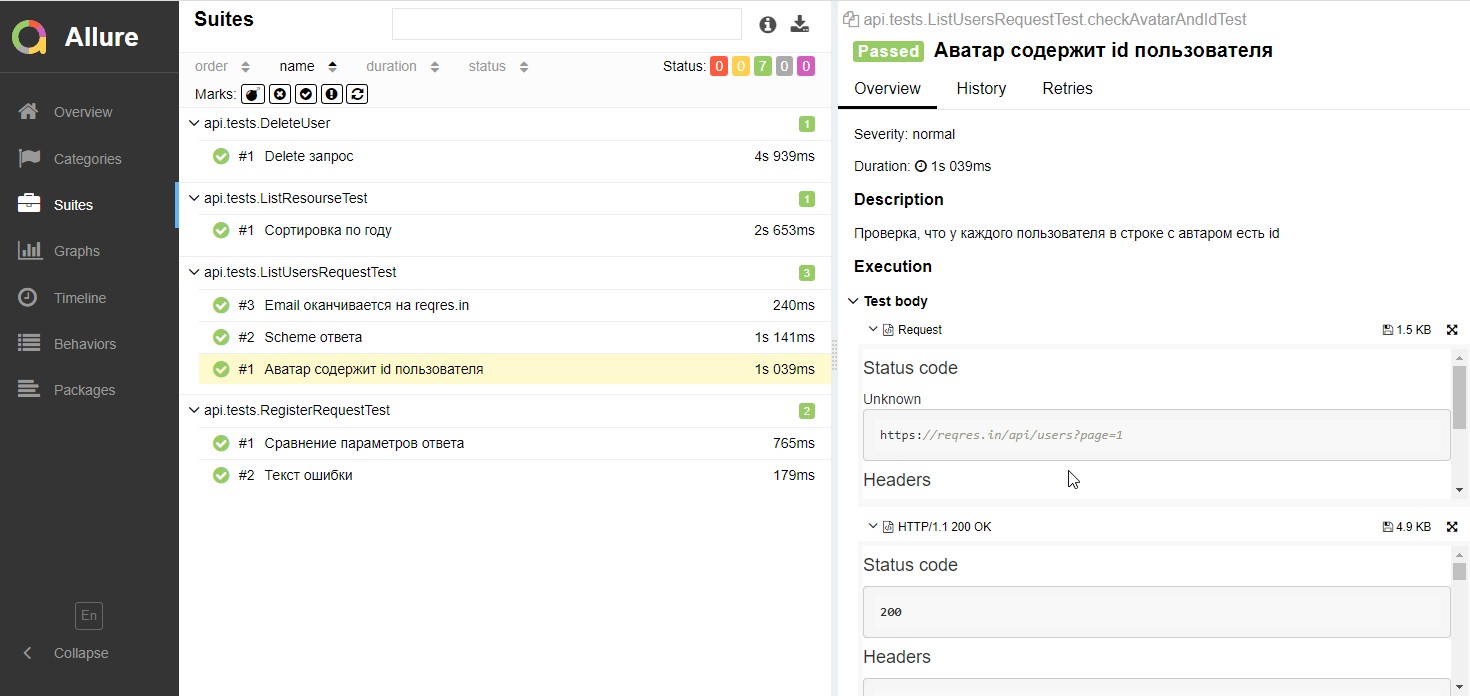 Allure
Overview
Categories
Suites
Graphs
Timeline
Behaviors
Packages
En
Collapse
Suites
order name duration status Status: 0 0 7 0 0
Marks:
api.tests.DeleteUser 1
#1 Delete запрос 4s 939ms
api.tests.ListResourseTest 1
#1 Сортировка по году 2s 653ms
api.tests.ListUsersRequestTest 3
#3 Email оканчивается на reqres.in 240ms
#2 Scheme ответа 1s 141ms
#1 Аватар содержит id пользователя 1s 039ms
api.tests.RegisterRequestTest 2
#1 Сравнение параметров ответа 765ms
#2 Текст ошибки 179ms
api.tests.ListUsersRequestTest.checkAvatarAndIdTest
Passed Аватар содержит id пользователя
Overview History Retries
Severity: normal
Duration: 1s 039ms
Description
Проверка, что у каждого пользователя в строке с автаром есть id
Execution
Test body
Request 1.5 KB
Status code
Unknown
https://reqres.in/api/users?page=1
Headers
HTTP/1.1 200 OK 4.9 KB
Status code
200
Headers